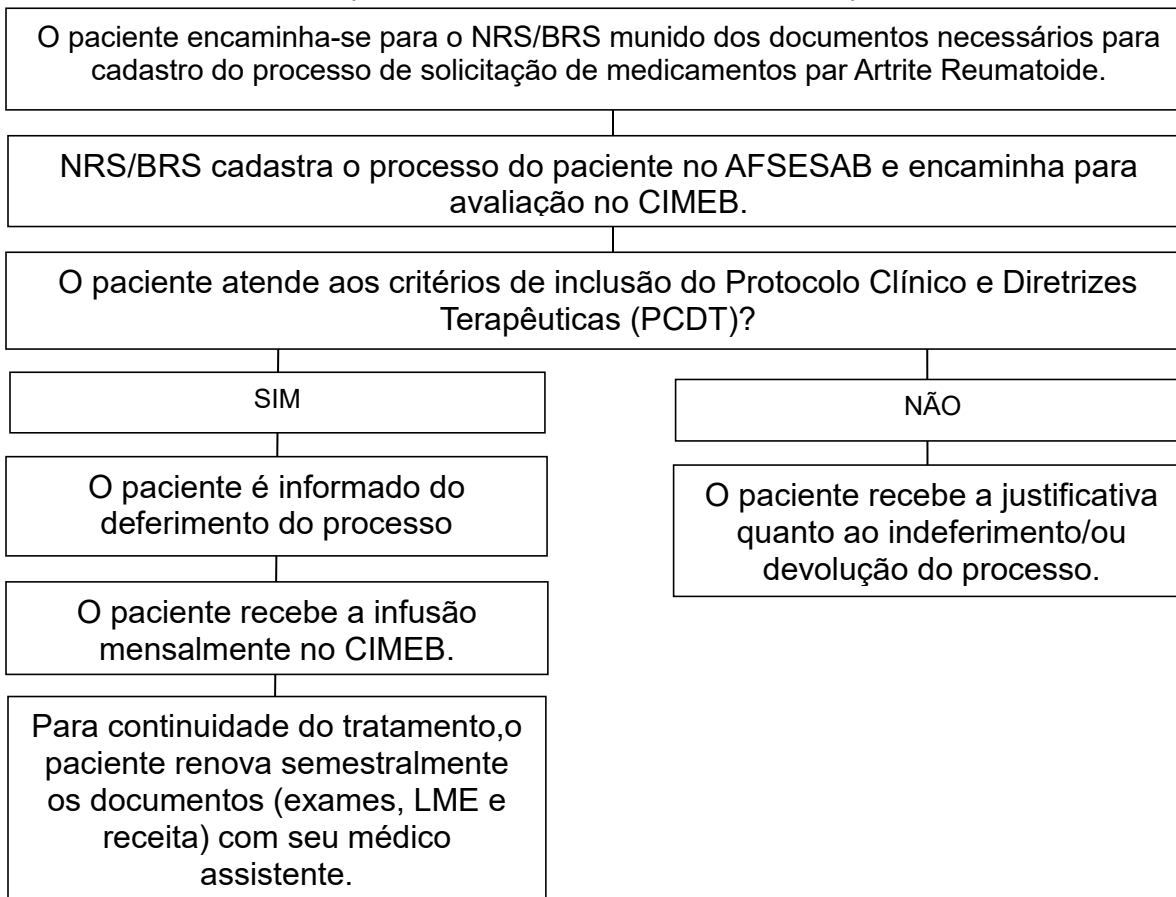 O paciente encaminha-se para o NRS/BRS munido dos documentos necessários para
cadastro do processo de solicitação de medicamentos par Artrite Reumatoide.
NRS/BRS cadastra o processo do paciente no AFSESAB e encaminha para
avaliação no CIMEB.
O paciente atende aos critérios de inclusão do Protocolo Clínico e Diretrizes
Terapêuticas (PCDT)?
SIM
NÃO
O paciente é informado do
deferimento do processo
O paciente recebe a justificativa
quanto ao indeferimento/ou
devolução do processo.
O paciente recebe a infusão
mensalmente no CIMEB.
Para continuidade do tratamento,o
paciente renova semestralmente
os documentos (exames, LME e
receita) com seu médico
assistente.